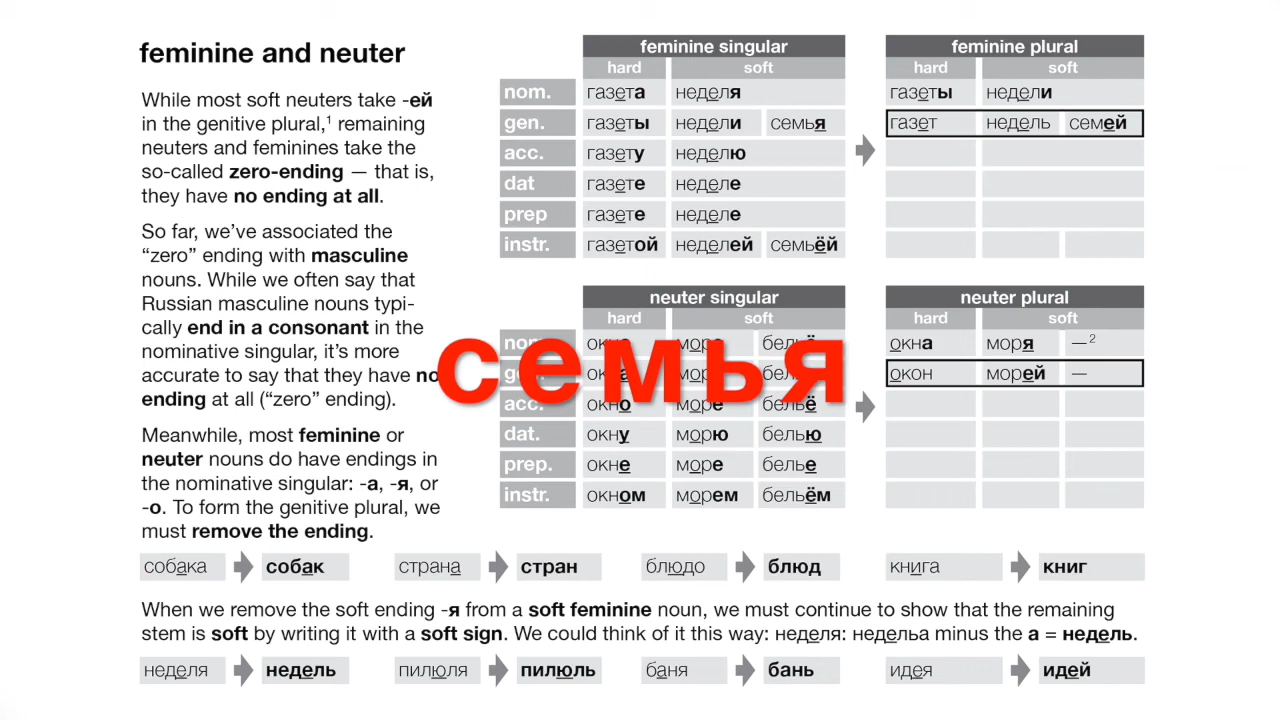 feminine and neuter
While most soft neuters take -ей
in the genitive plural,¹ remaining
neuters and feminines take the
so-called zero-ending — that is,
they have no ending at all.
So far, we've associated the
“zero” ending with masculine
nouns. While we often say that
Russian masculine nouns typi-
cally end in a consonant in the
nominative singular, it's more
accurate to say that they have no
ending at all (“zero” ending).
Meanwhile, most feminine or
neuter nouns do have endings in
the nominative singular: -а, -я, or
-о. To form the genitive plural, we
must remove the ending.
feminine singular
hard soft
nom. газета неделя
gen. газеты недели семья
acc. газету неделю
dat газете неделе
prep газете неделе
instr. газетой неделей семьёй
feminine plural
hard soft
газеты недели
газет недель семей
neuter singular
hard soft
окно
acc. окно море бельё
dat. окну морю белью
prep. окне море белье
instr. окном морем бельём
neuter plural
hard soft
окна моря —²
окон морей —
семья
собака собак страна стран блюдо блюд книга книг
When we remove the soft ending -я from a soft feminine noun, we must continue to show that the remaining
stem is soft by writing it with a soft sign. We could think of it this way: неделя: недельа minus the а = недель.
неделя недель пилюля пилюль баня бань идея идей